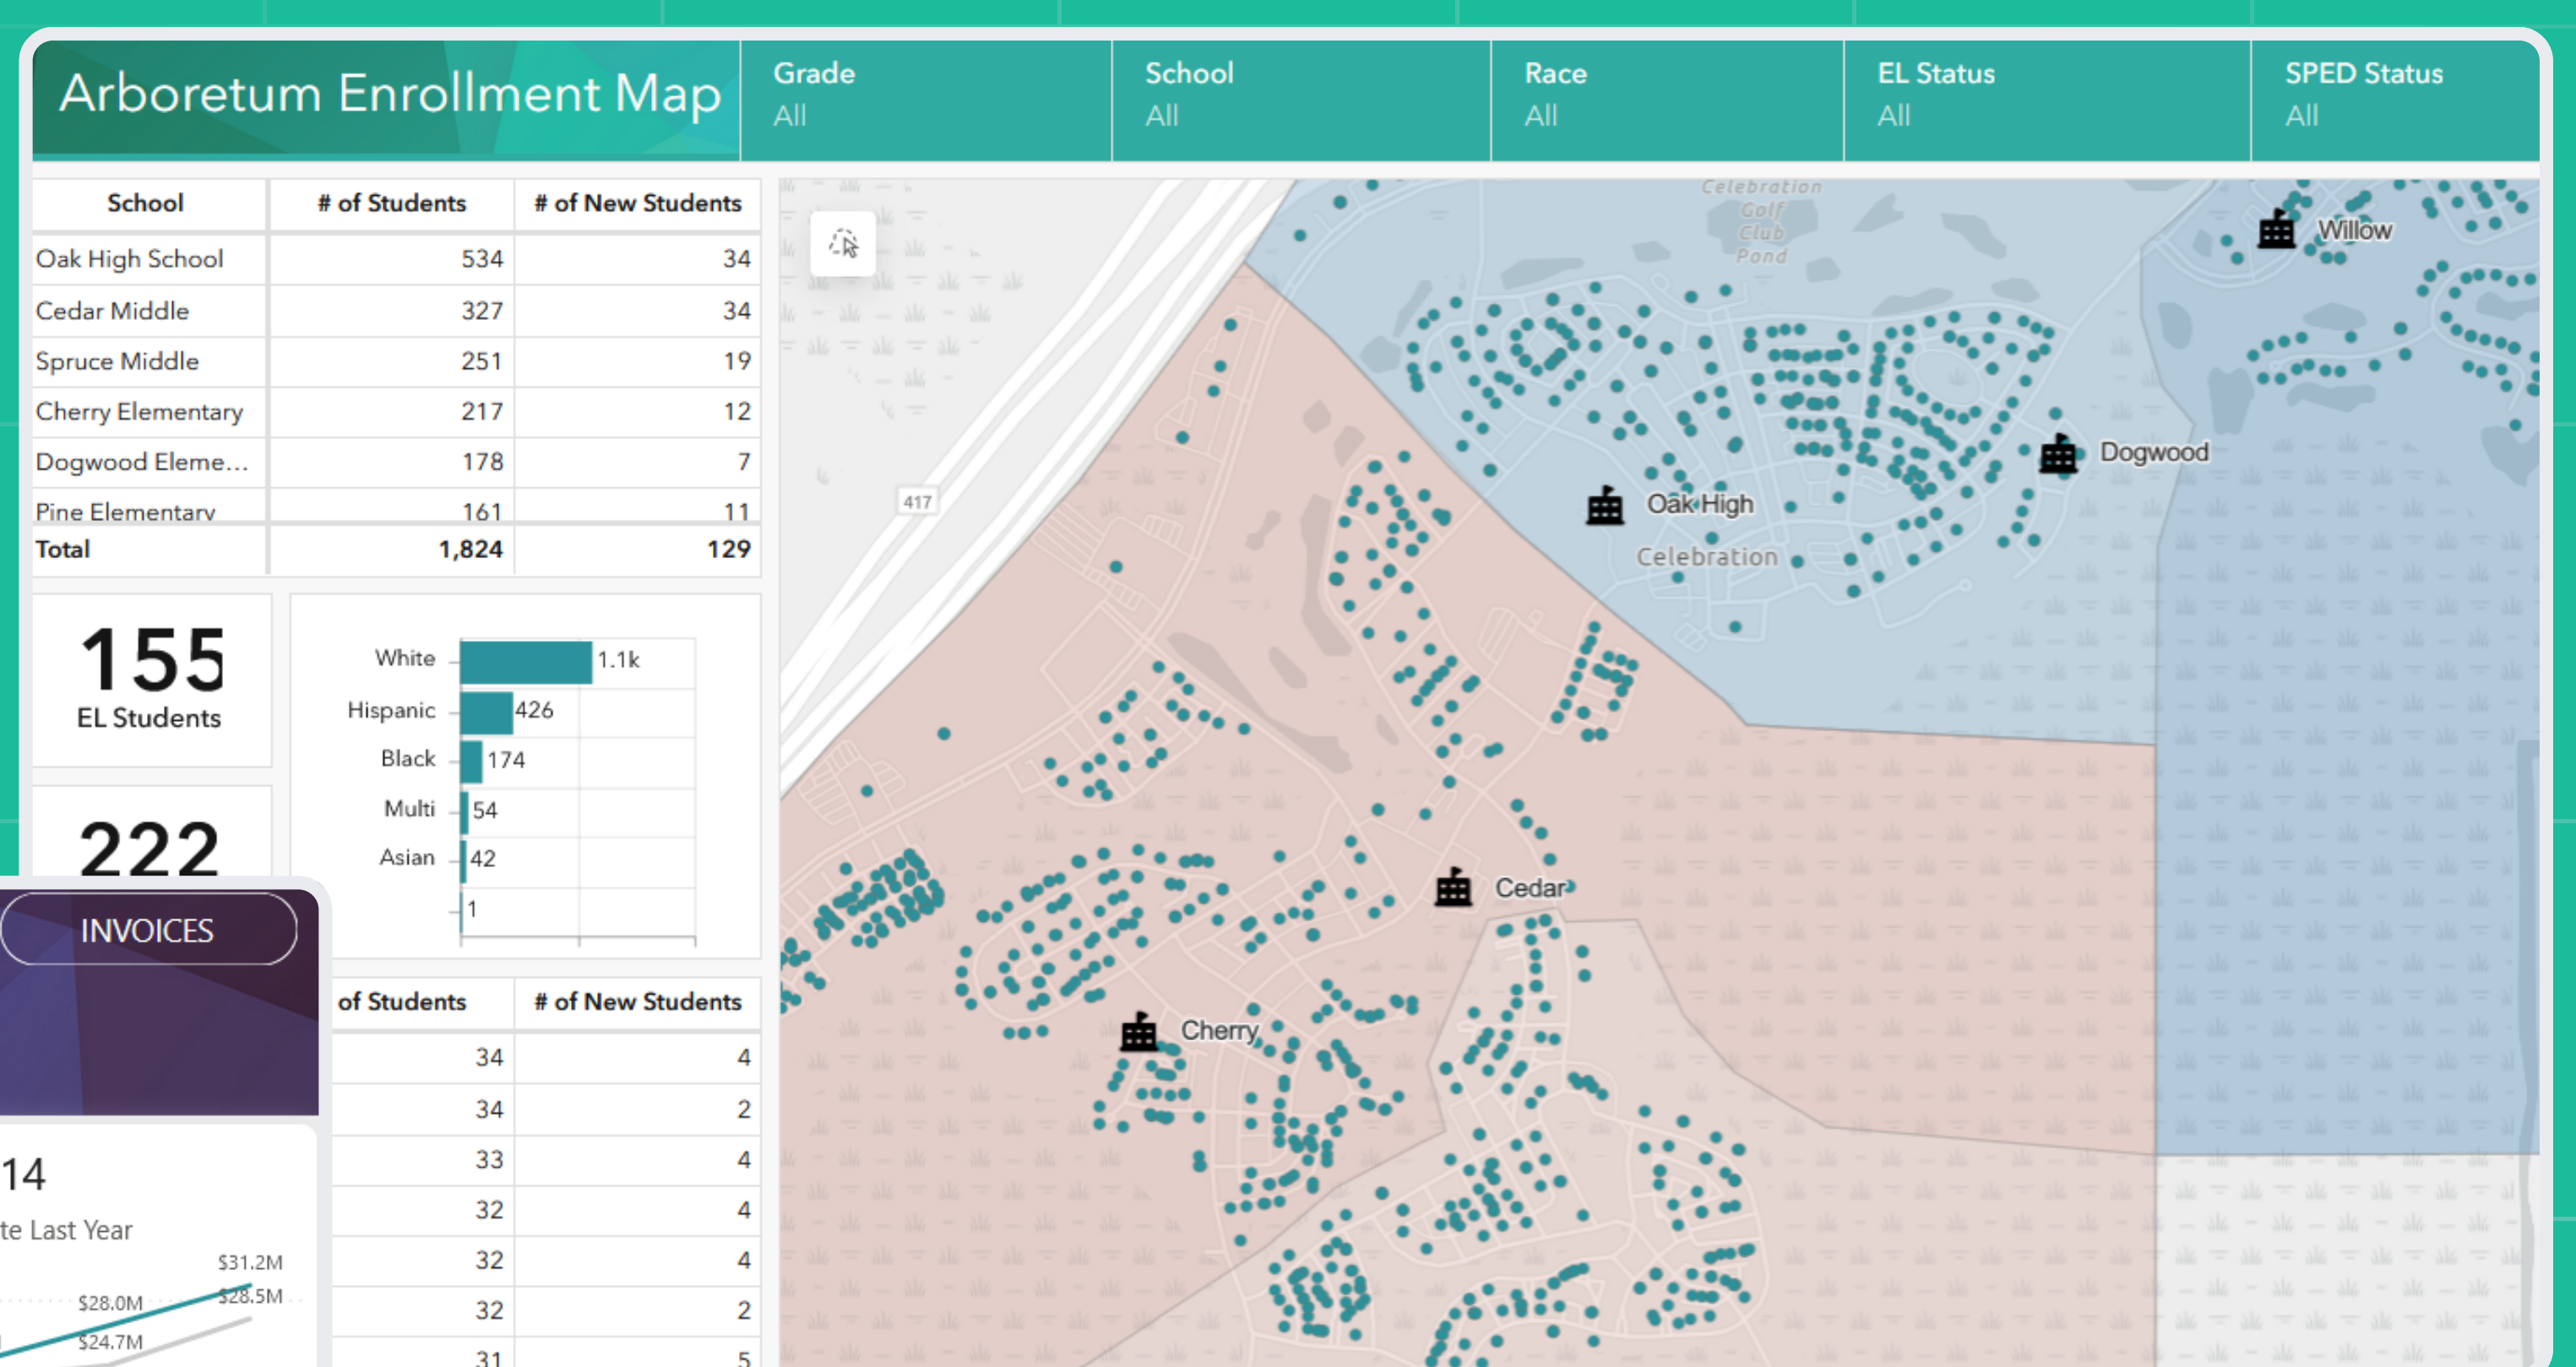 Arboretum Enrollment Map
Grade
All
School
All
Race
All
EL Status
All
SPED Status
All
School # of Students # of New Students
Oak High School 534 34
Cedar Middle 327 34
Spruce Middle 251 19
Cherry Elementary 217 12
Dogwood Eleme... 178 7
Pine Elementary 161 11
Total 1,824 129
155
EL Students
222
White 1.1k
Hispanic 426
Black 174
Multi 54
Asian 42
1
of Students # of New Students
34 4
34 2
33 4
32 4
32 4
32 2
31 5
INVOICES
14
te Last Year
$31.2M
$28.0M
$28.5M
$24.7M
Celebration
Golf
Club
Pond
Willow
417
Dogwood
Oak High
Celebration
Cedar
Cherry